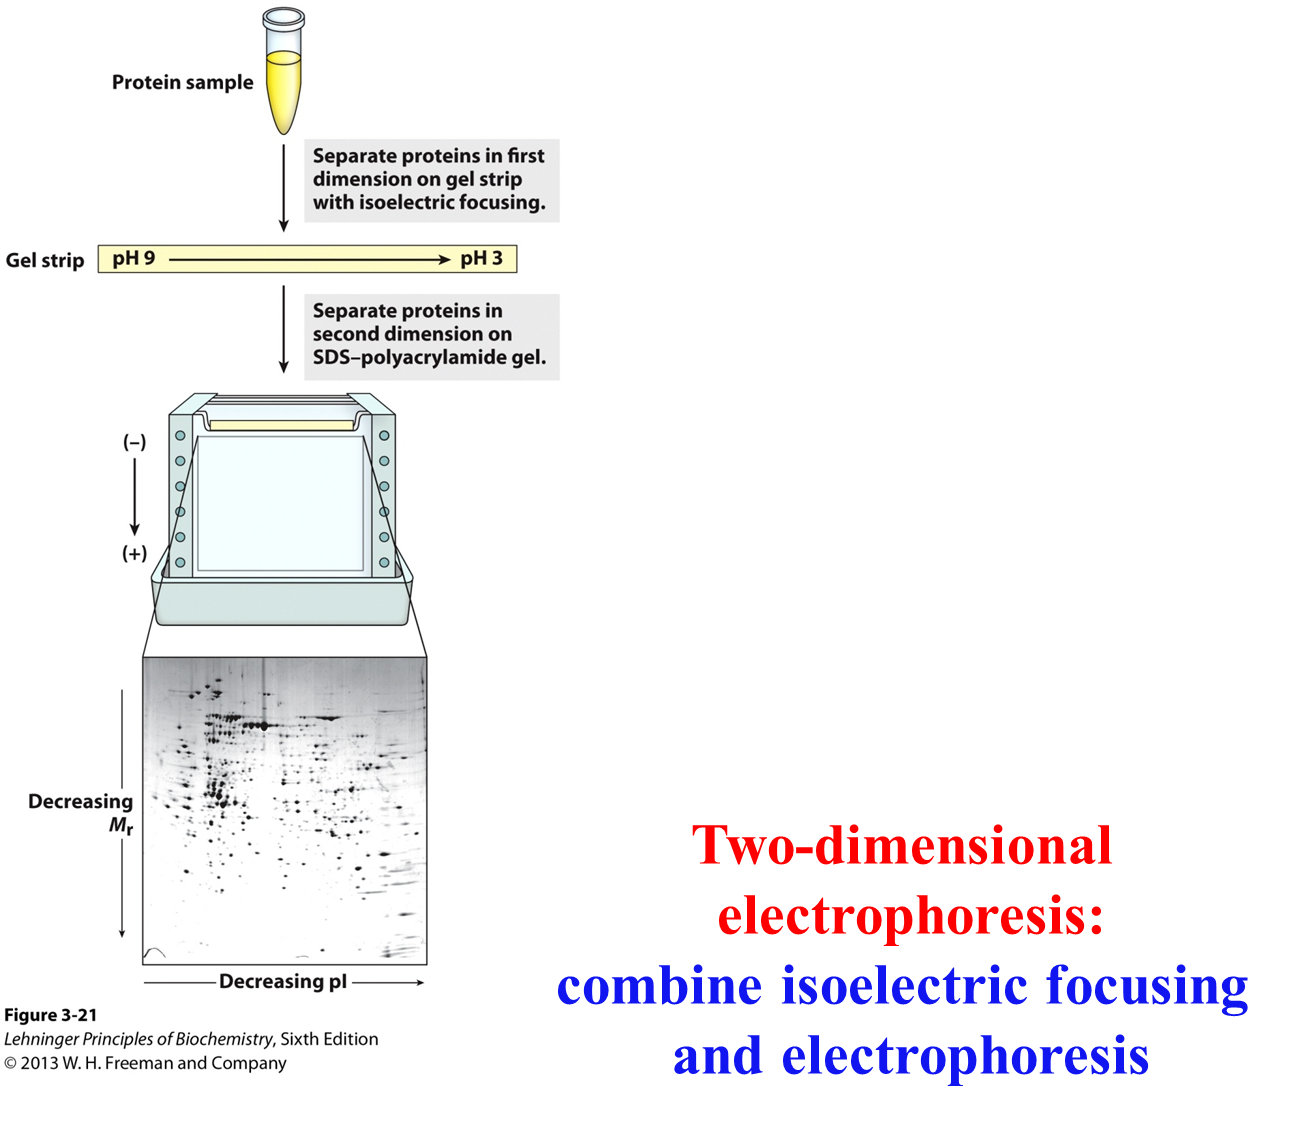 Protein sample
Separate proteins in first
dimension on gel strip
with isoelectric focusing.
Gel strip
pH 9
pH 3
Separate proteins in
second dimension on
SDS–polyacrylamide gel.
(–)
(+)
Decreasing
Mr
Decreasing pI
Figure 3-21
Lehninger Principles of Biochemistry, Sixth Edition
© 2013 W. H. Freeman and Company
Two-dimensional
electrophoresis:
combine isoelectric focusing
and electrophoresis